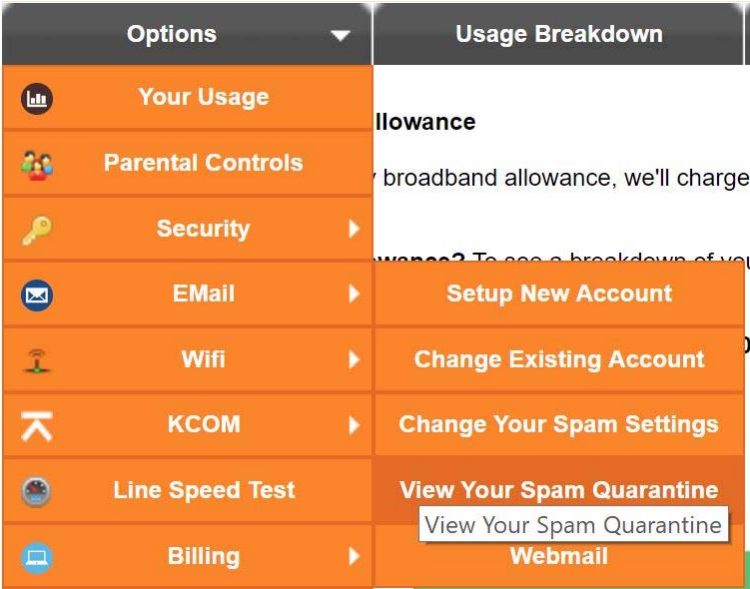 Options
Usage Breakdown
Your Usage
llowance
Parental Controls
broadband allowance, we'll charge
Security
EMail
Setup New Account
Wifi
Change Existing Account
KCOM
Change Your Spam Settings
Line Speed Test
View Your Spam Quarantine
View Your Spam Quarantine
Billing
Webmail